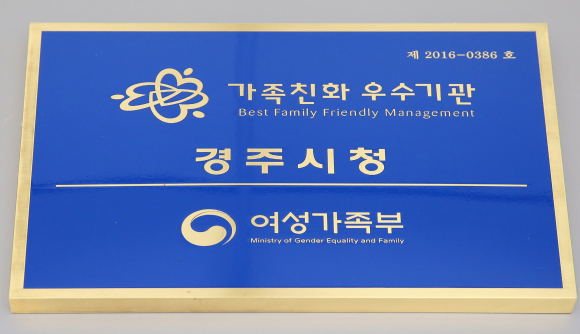 제 2016-0386 호
가족친화 우수기관
Best Family Friendly Management
경주시청
여성가족부
Ministry of Gender Equality and Family